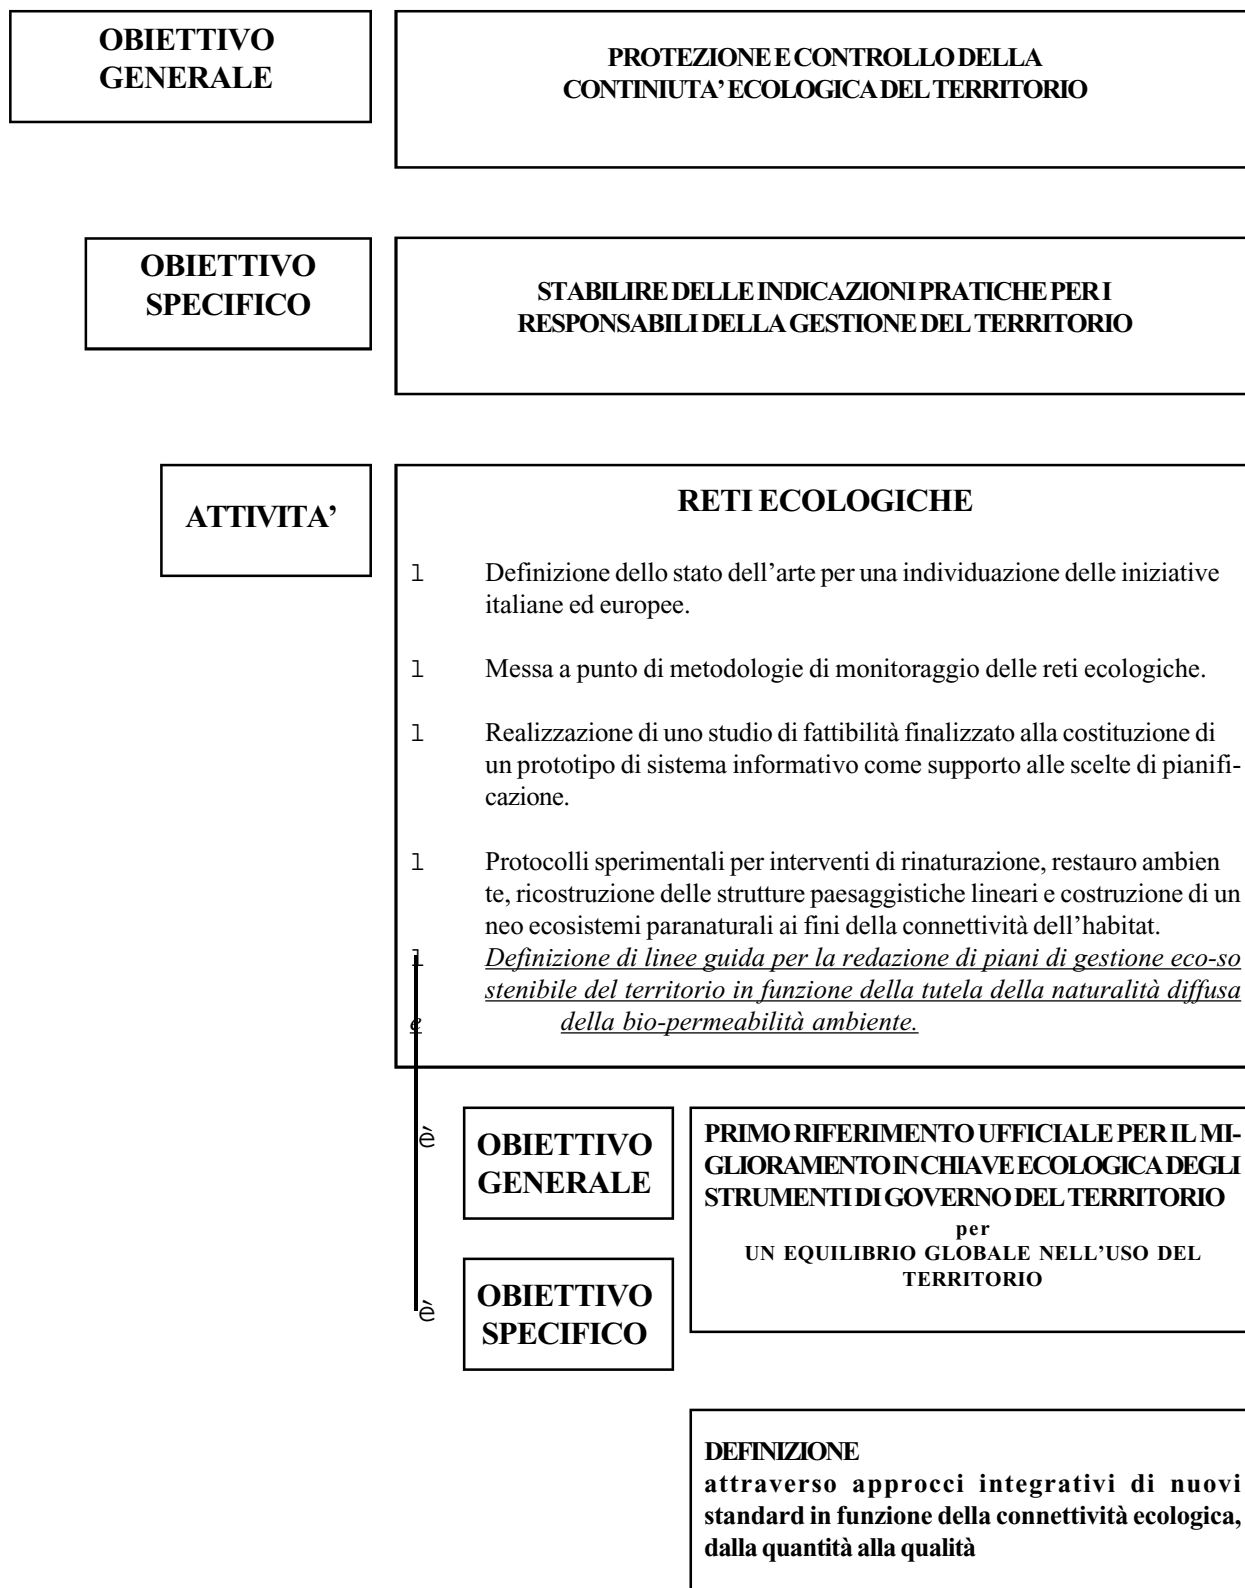 OBIETTIVO
GENERALE
PROTEZIONE E CONTROLLO DELLA
CONTINIUTA’ ECOLOGICA DEL TERRITORIO
OBIETTIVO
SPECIFICO
STABILIRE DELLE INDICAZIONI PRATICHE PER I
RESPONSABILI DELLA GESTIONE DEL TERRITORIO
ATTIVITA’
RETI ECOLOGICHE
l Definizione dello stato dell’arte per una individuazione delle iniziative
italiane ed europee.
l Messa a punto di metodologie di monitoraggio delle reti ecologiche.
l Realizzazione di uno studio di fattibilità finalizzato alla costituzione di
un prototipo di sistema informativo come supporto alle scelte di pianifi-
cazione.
l Protocolli sperimentali per interventi di rinaturazione, restauro ambien
te, ricostruzione delle strutture paesaggistiche lineari e costruzione di un
neo ecosistemi paranaturali ai fini della connettività dell’habitat.
l Definizione di linee guida per la redazione di piani di gestione eco-so
stenibile del territorio in funzione della tutela della naturalità diffusa
e della bio-permeabilità ambiente.
OBIETTIVO
GENERALE
PRIMO RIFERIMENTO UFFICIALE PER IL MI-
GLIORAMENTO IN CHIAVE ECOLOGICA DEGLI
STRUMENTI DI GOVERNO DEL TERRITORIO
per
UN EQUILIBRIO GLOBALE NELL’USO DEL
TERRITORIO
OBIETTIVO
SPECIFICO
DEFINIZIONE
attraverso approcci integrativi di nuovi
standard in funzione della connettività ecologica,
dalla quantità alla qualità